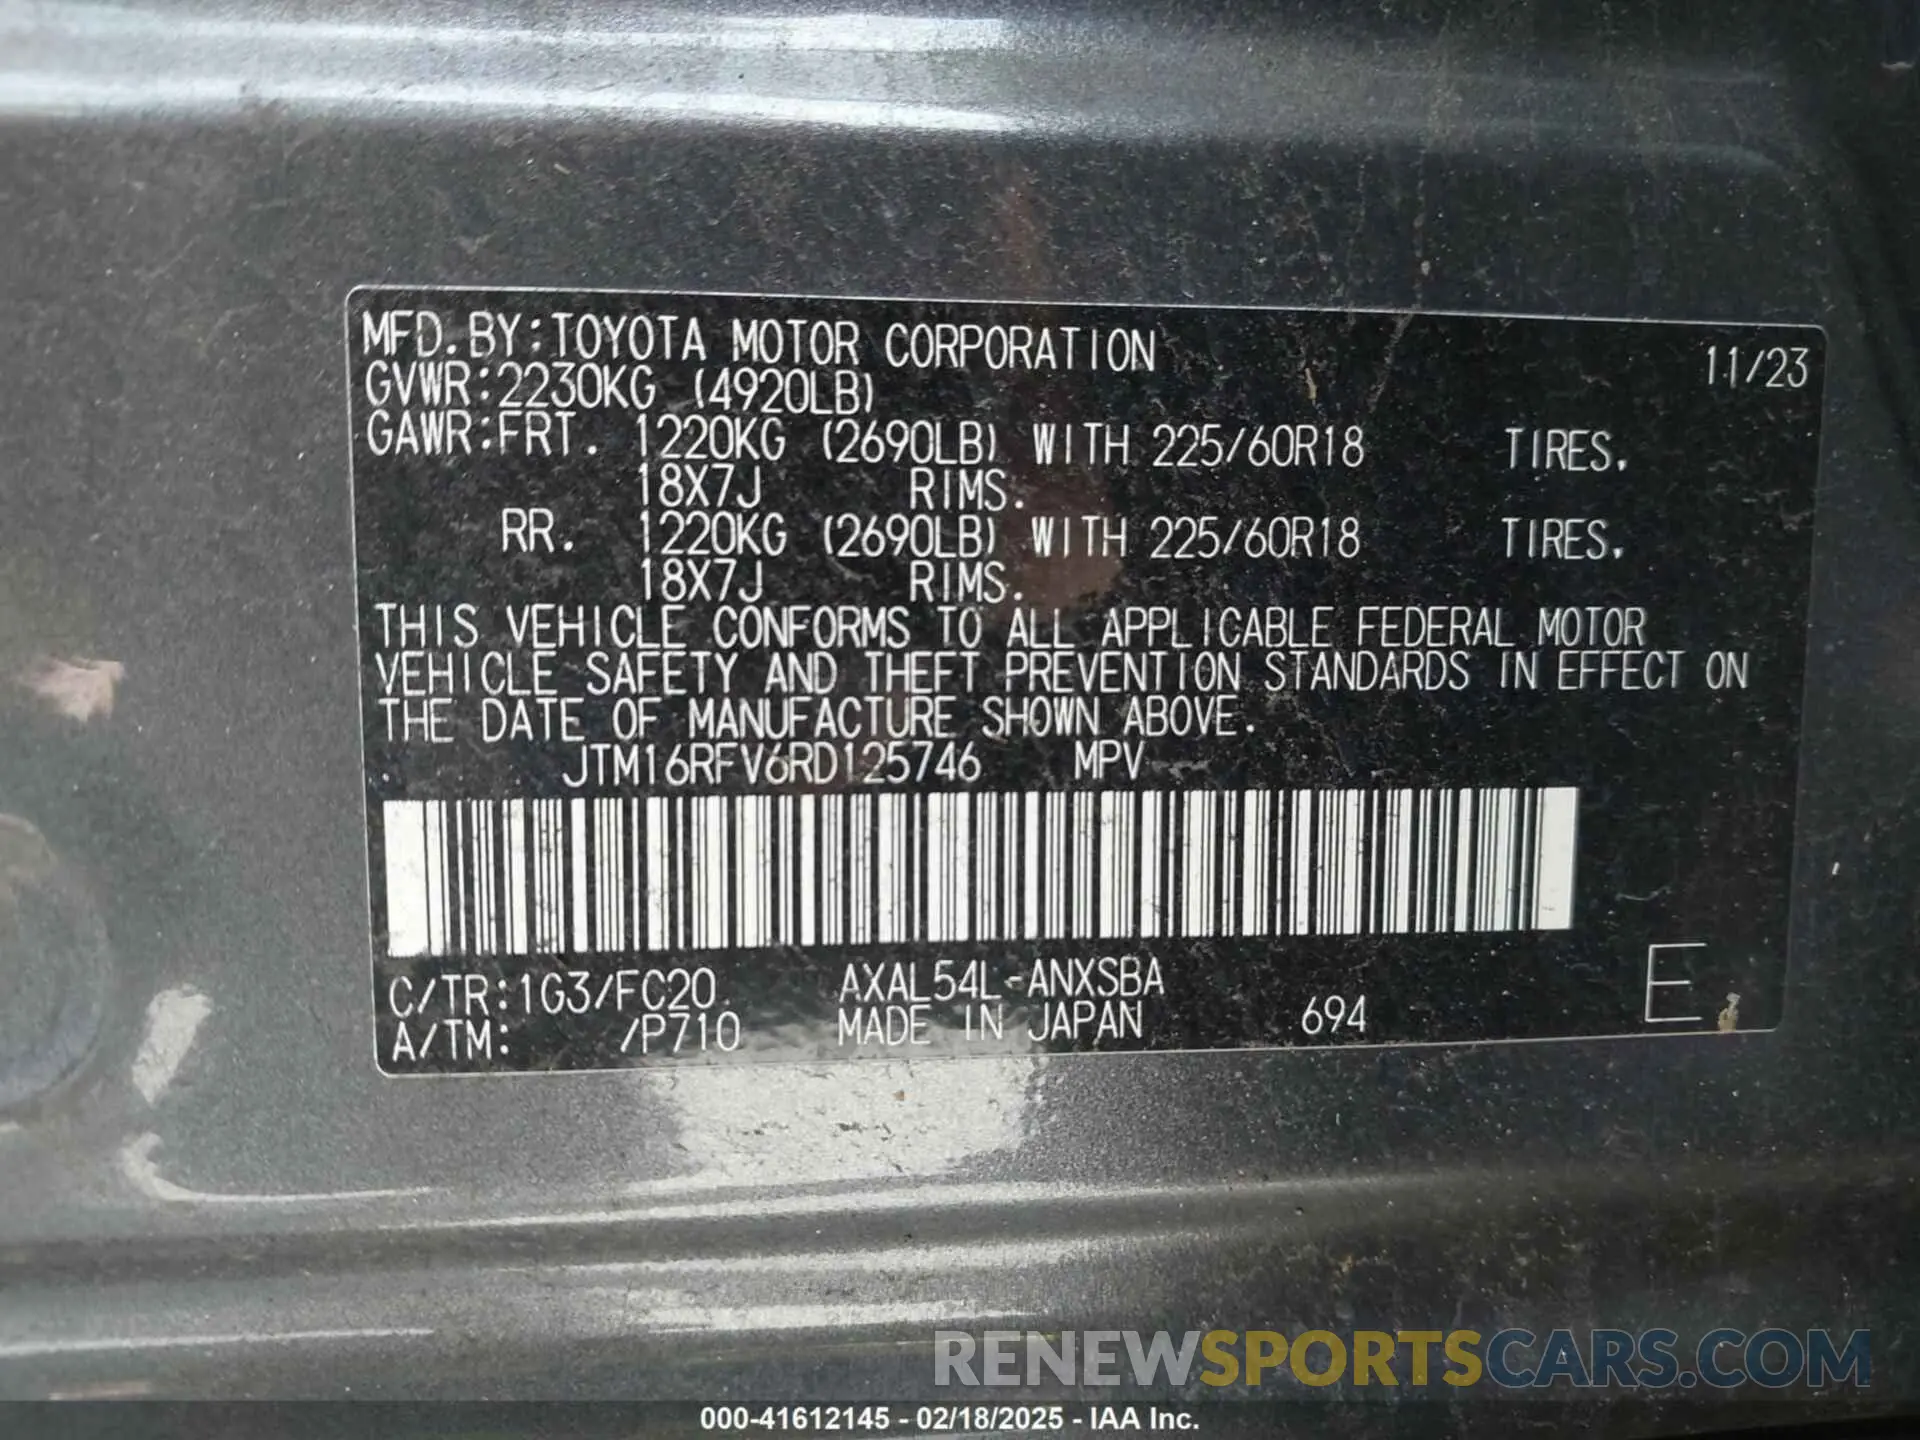 MFD.BY:TOYOTA MOTOR CORPORATION 11/23
GVWR:2230KG (4920LB)
GAWR:FRT. 1220KG (2690LB) WITH 225/60R18 TIRES.
18X7J RIMS.
RR. 1220KG (2690LB) WITH 225/60R18 TIRES.
18X7J RIMS.
THIS VEHICLE CONFORMS TO ALL APPLICABLE FEDERAL MOTOR
VEHICLE SAFETY AND THEFT PREVENTION STANDARDS IN EFFECT ON
THE DATE OF MANUFACTURE SHOWN ABOVE.
JTM16RFV6RD125746 MPV
C/TR:1G3/FC20 AXAL54L-ANXSBA
A/TM: /P710 MADE IN JAPAN 694 E
RENEWSPORTSCARS.COM
000-41612145 - 02/18/2025 - IAA Inc.